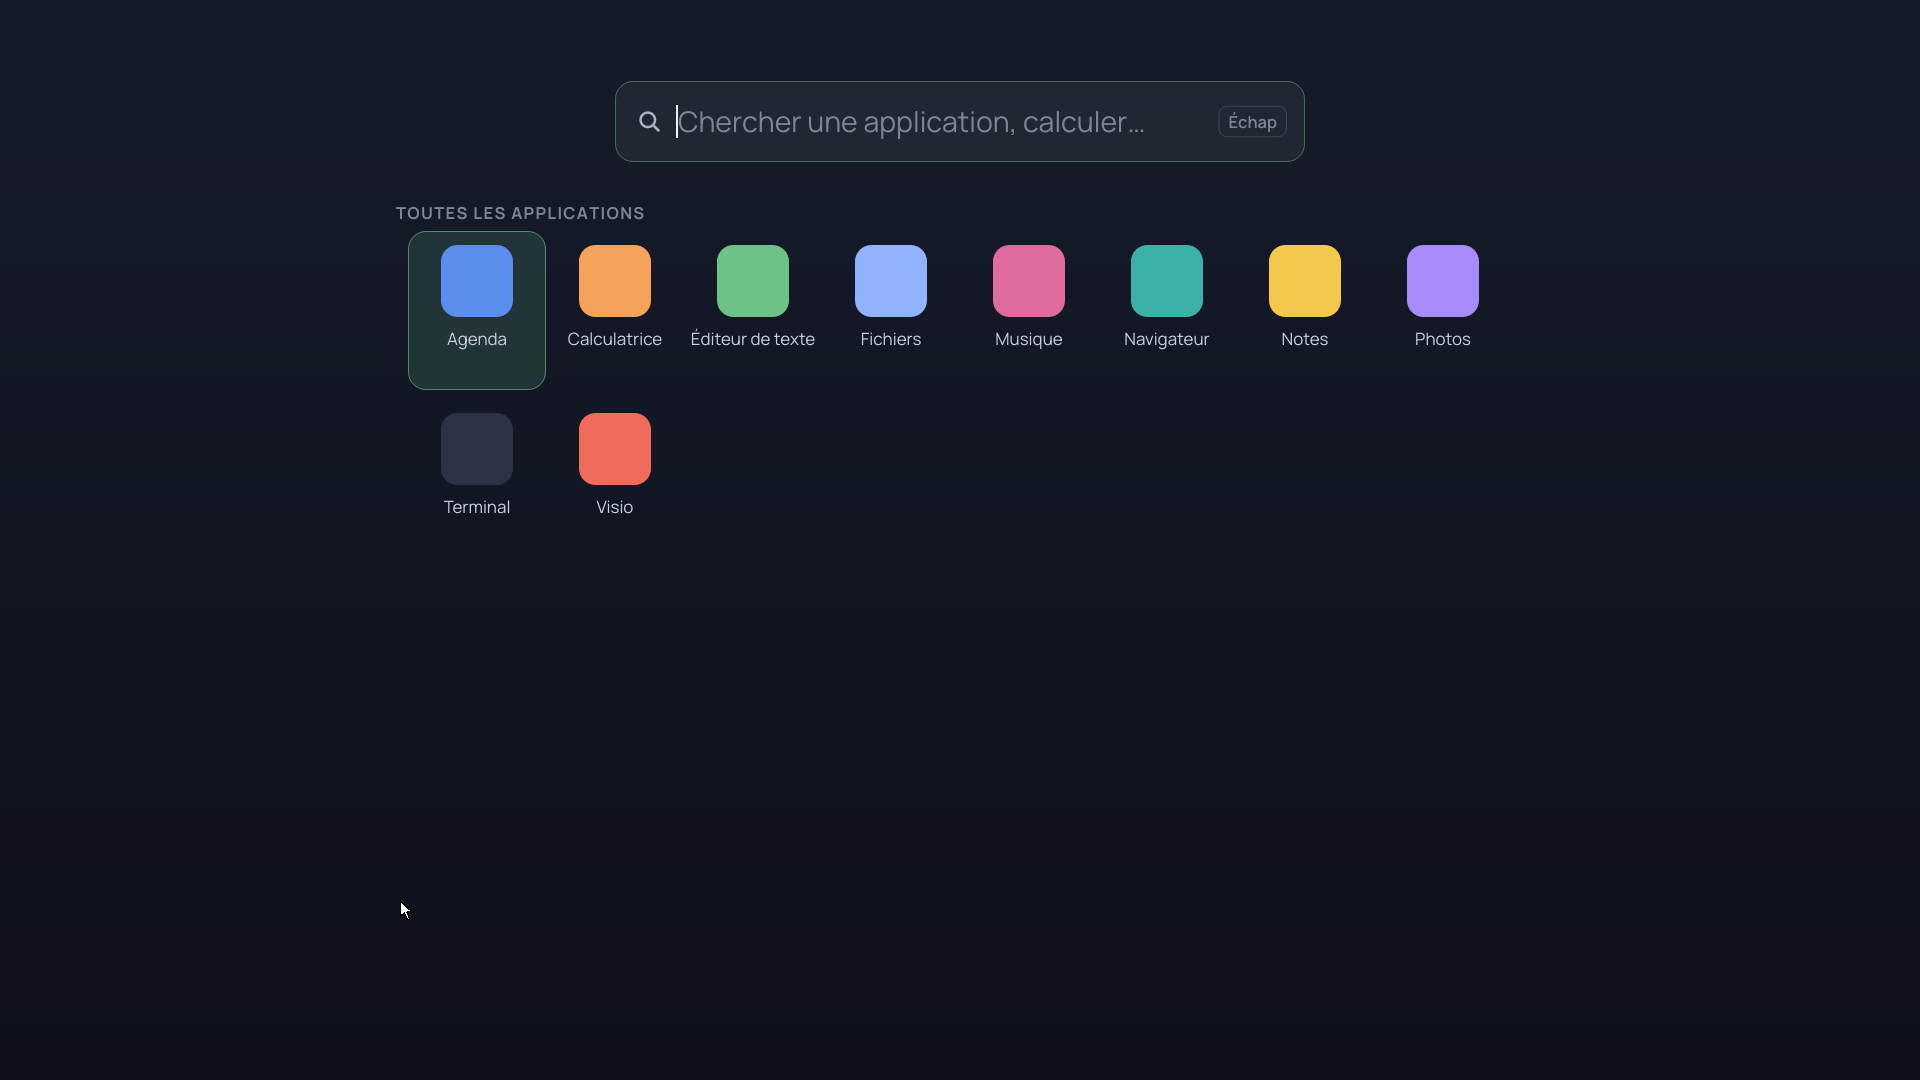 Chercher une application, calculer…
Échap
TOUTES LES APPLICATIONS
Agenda
Calculatrice
Éditeur de texte
Fichiers
Musique
Navigateur
Notes
Photos
Terminal
Visio